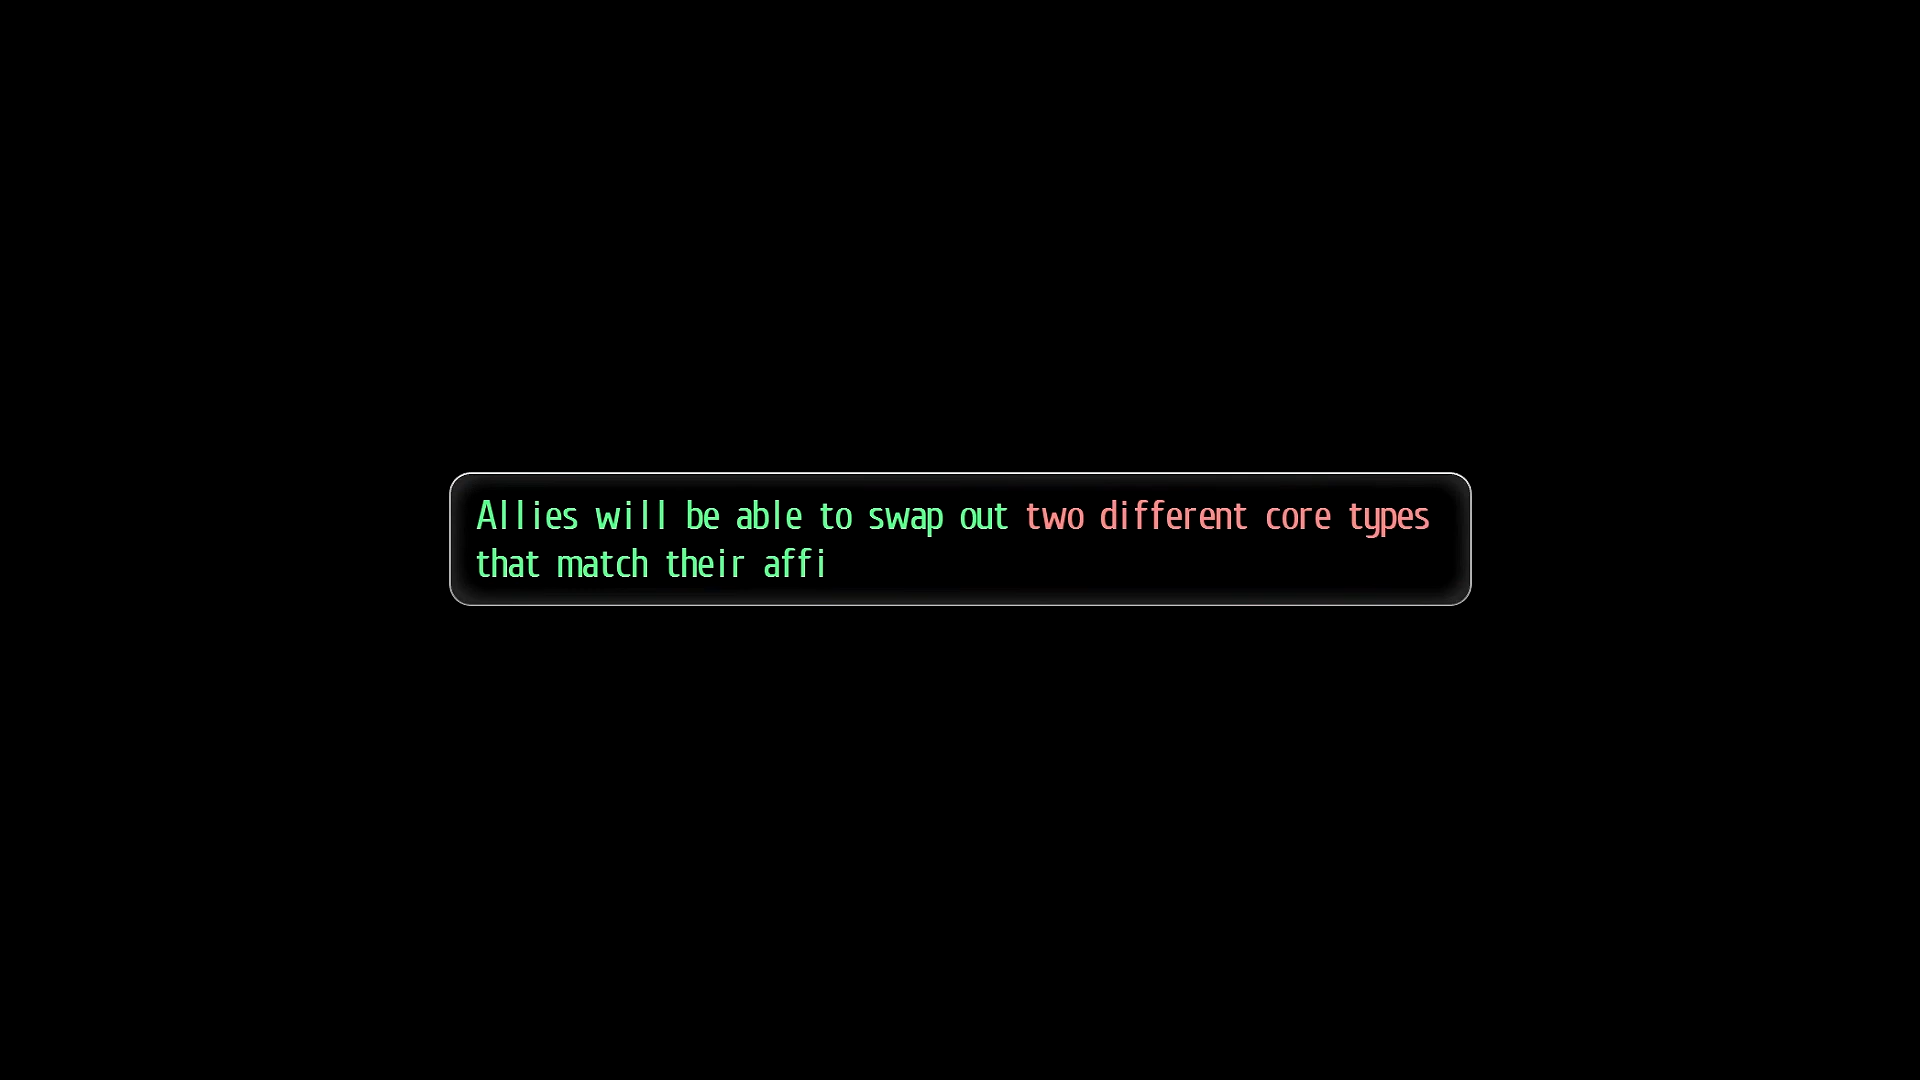 Allies will be able to swap out two different core types
that match their affi